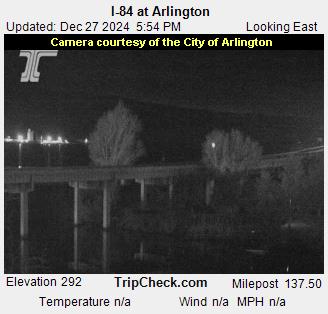 I-84 at Arlington
Updated: Dec 27 2024 5:54 PM Looking East
Camera courtesy of the City of Arlington
Elevation 292 TripCheck.com Milepost 137.50
Temperature n/a Wind n/a MPH n/a